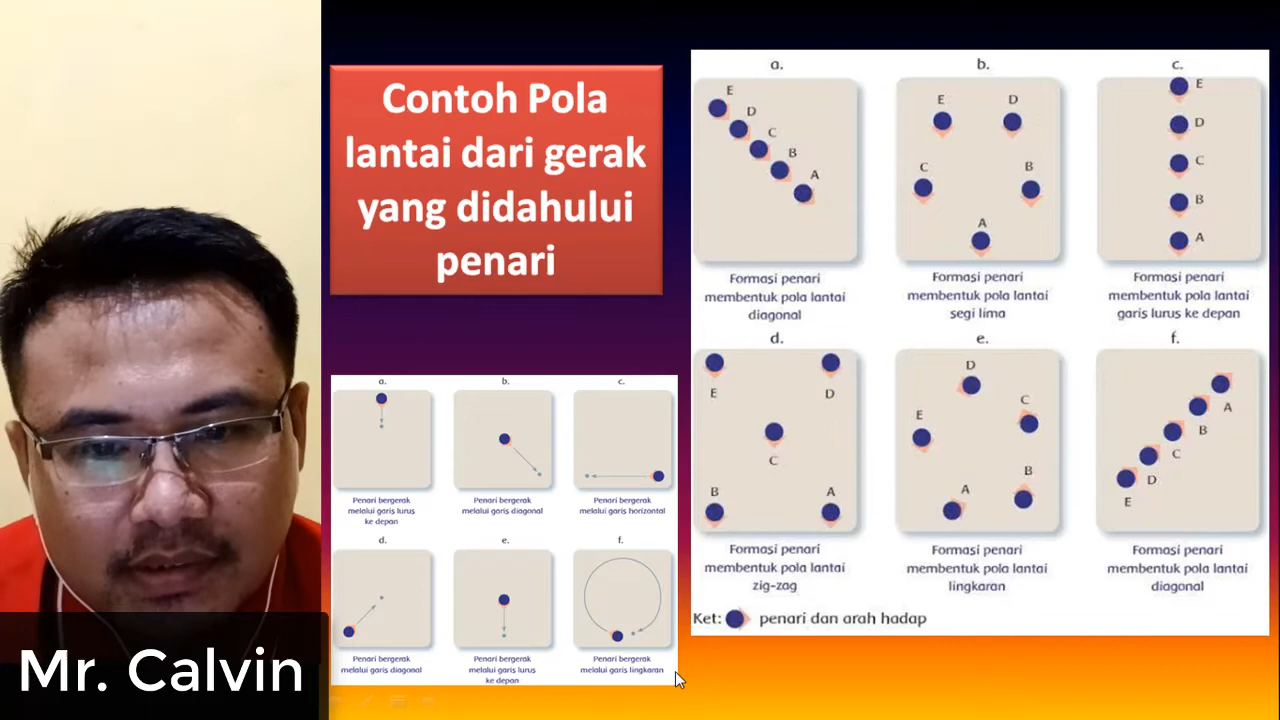 Contoh Pola
lantai dari gerak
yang didahului
penari
a.
b.
c.
Penari bergerak
melalui garis lurus
ke depan
Penari bergerak
melalui garis diagonal
Penari bergerak
melalui garis horizontal
d.
e.
f.
Penari bergerak
melalui garis diagonal
Penari bergerak
melalui garis lurus
ke depan
Penari bergerak
melalui garis lingkaran
a.
E
D
C
B
A
Formasi penari
membentuk pola lantai
diagonal
b.
E
D
C
B
A
Formasi penari
membentuk pola lantai
segi lima
c.
E
D
C
B
A
Formasi penari
membentuk pola lantai
garis lurus ke depan
d.
E
D
C
B
A
Formasi penari
membentuk pola lantai
zig-zag
e.
D
C
E
B
A
Formasi penari
membentuk pola lantai
lingkaran
f.
A
B
C
D
E
Formasi penari
membentuk pola lantai
diagonal
Ket: penari dan arah hadap
Mr. Calvin